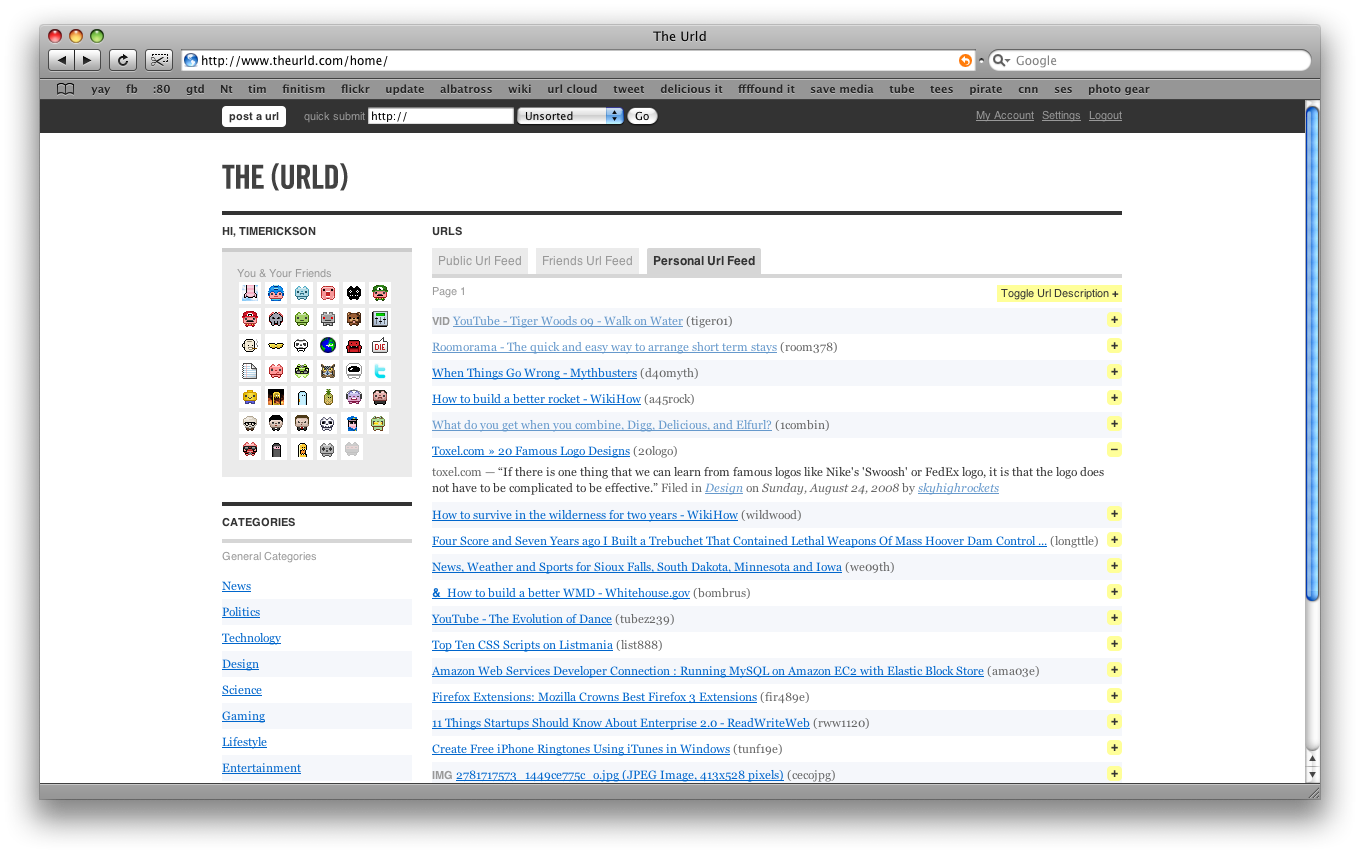 The Urld
http://www.theurld.com/home/
Google
yay fb :80 gtd Nt tim finitism flickr update albatross wiki url cloud tweet delicious it ffffound it save media tube tees pirate cnn ses photo gear
post a url quick submit http:// Unsorted Go My Account Settings Logout
THE (URLD)
HI, TIMERICKSON
You & Your Friends
DIE
CATEGORIES
General Categories
News
Politics
Technology
Design
Science
Gaming
Lifestyle
Entertainment
URLS
Public Url Feed Friends Url Feed Personal Url Feed
Page 1 Toggle Url Description +
VID YouTube - Tiger Woods 09 - Walk on Water (tiger01) +
Roomorama - The quick and easy way to arrange short term stays (room378) +
When Things Go Wrong - Mythbusters (d40myth) +
How to build a better rocket - WikiHow (a45rock) +
What do you get when you combine, Digg, Delicious, and Elfurl? (1combin) +
Toxel.com » 20 Famous Logo Designs (20logo) −
toxel.com — “If there is one thing that we can learn from famous logos like Nike's 'Swoosh' or FedEx logo, it is that the logo does
not have to be complicated to be effective.” Filed in Design on Sunday, August 24, 2008 by skyhighrockets
How to survive in the wilderness for two years - WikiHow (wildwood) +
Four Score and Seven Years ago I Built a Trebuchet That Contained Lethal Weapons Of Mass Hoover Dam Control ... (longttle) +
News, Weather and Sports for Sioux Falls, South Dakota, Minnesota and Iowa (we09th) +
& How to build a better WMD - Whitehouse.gov (bombrus) +
YouTube - The Evolution of Dance (tubez239) +
Top Ten CSS Scripts on Listmania (list888) +
Amazon Web Services Developer Connection : Running MySQL on Amazon EC2 with Elastic Block Store (ama03e) +
Firefox Extensions: Mozilla Crowns Best Firefox 3 Extensions (fir489e) +
11 Things Startups Should Know About Enterprise 2.0 - ReadWriteWeb (rww1120) +
Create Free iPhone Ringtones Using iTunes in Windows (tunf19e) +
IMG 2781717573_1449ce775c_o.jpg (JPEG Image, 413x528 pixels) (cecojpg) +